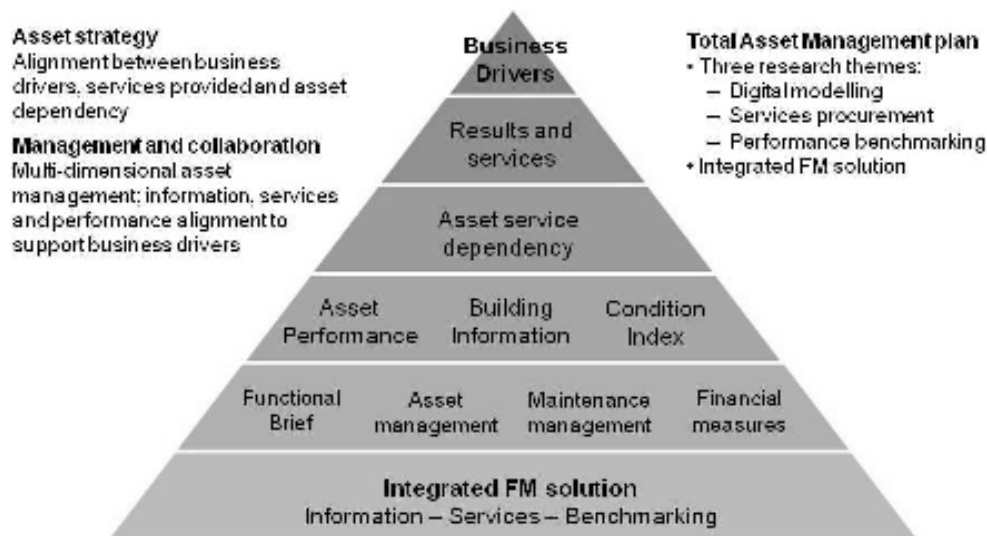 Asset strategy
Alignment between business
drivers, services provided and asset
dependency
Management and collaboration
Multi-dimensional asset
management; information, services
and performance alignment to
support business drivers
Business
Drivers
Results and
services
Asset service
dependency
Asset
Performance
Building
Information
Condition
Index
Functional
Brief
Asset
management
Maintenance
management
Financial
measures
Integrated FM solution
Information – Services – Benchmarking
Total Asset Management plan
• Three research themes:
– Digital modelling
– Services procurement
– Performance benchmarking
• Integrated FM solution